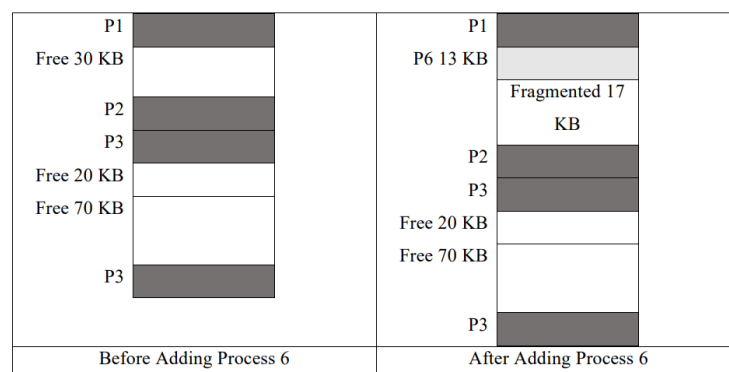 P1
Free 30 KB
P2
P3
Free 20 KB
Free 70 KB
P3
Before Adding Process 6
P1
P6 13 KB
Fragmented 17
KB
P2
P3
Free 20 KB
Free 70 KB
P3
After Adding Process 6